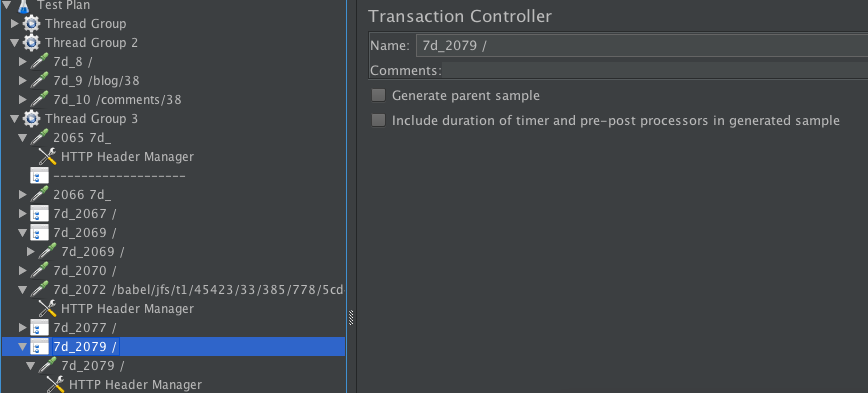 Test Plan
Thread Group
Thread Group 2
7d_8 /
7d_9 /blog/38
7d_10 /comments/38
Thread Group 3
2065 7d_
HTTP Header Manager
-------------------
2066 7d_
7d_2067 /
7d_2069 /
7d_2069 /
7d_2070 /
7d_2072 /babel/jfs/t1/45423/33/385/778/5cd
HTTP Header Manager
7d_2077 /
7d_2079 /
7d_2079 /
HTTP Header Manager
Transaction Controller
Name: 7d_2079 /
Comments:
Generate parent sample
Include duration of timer and pre-post processors in generated sample